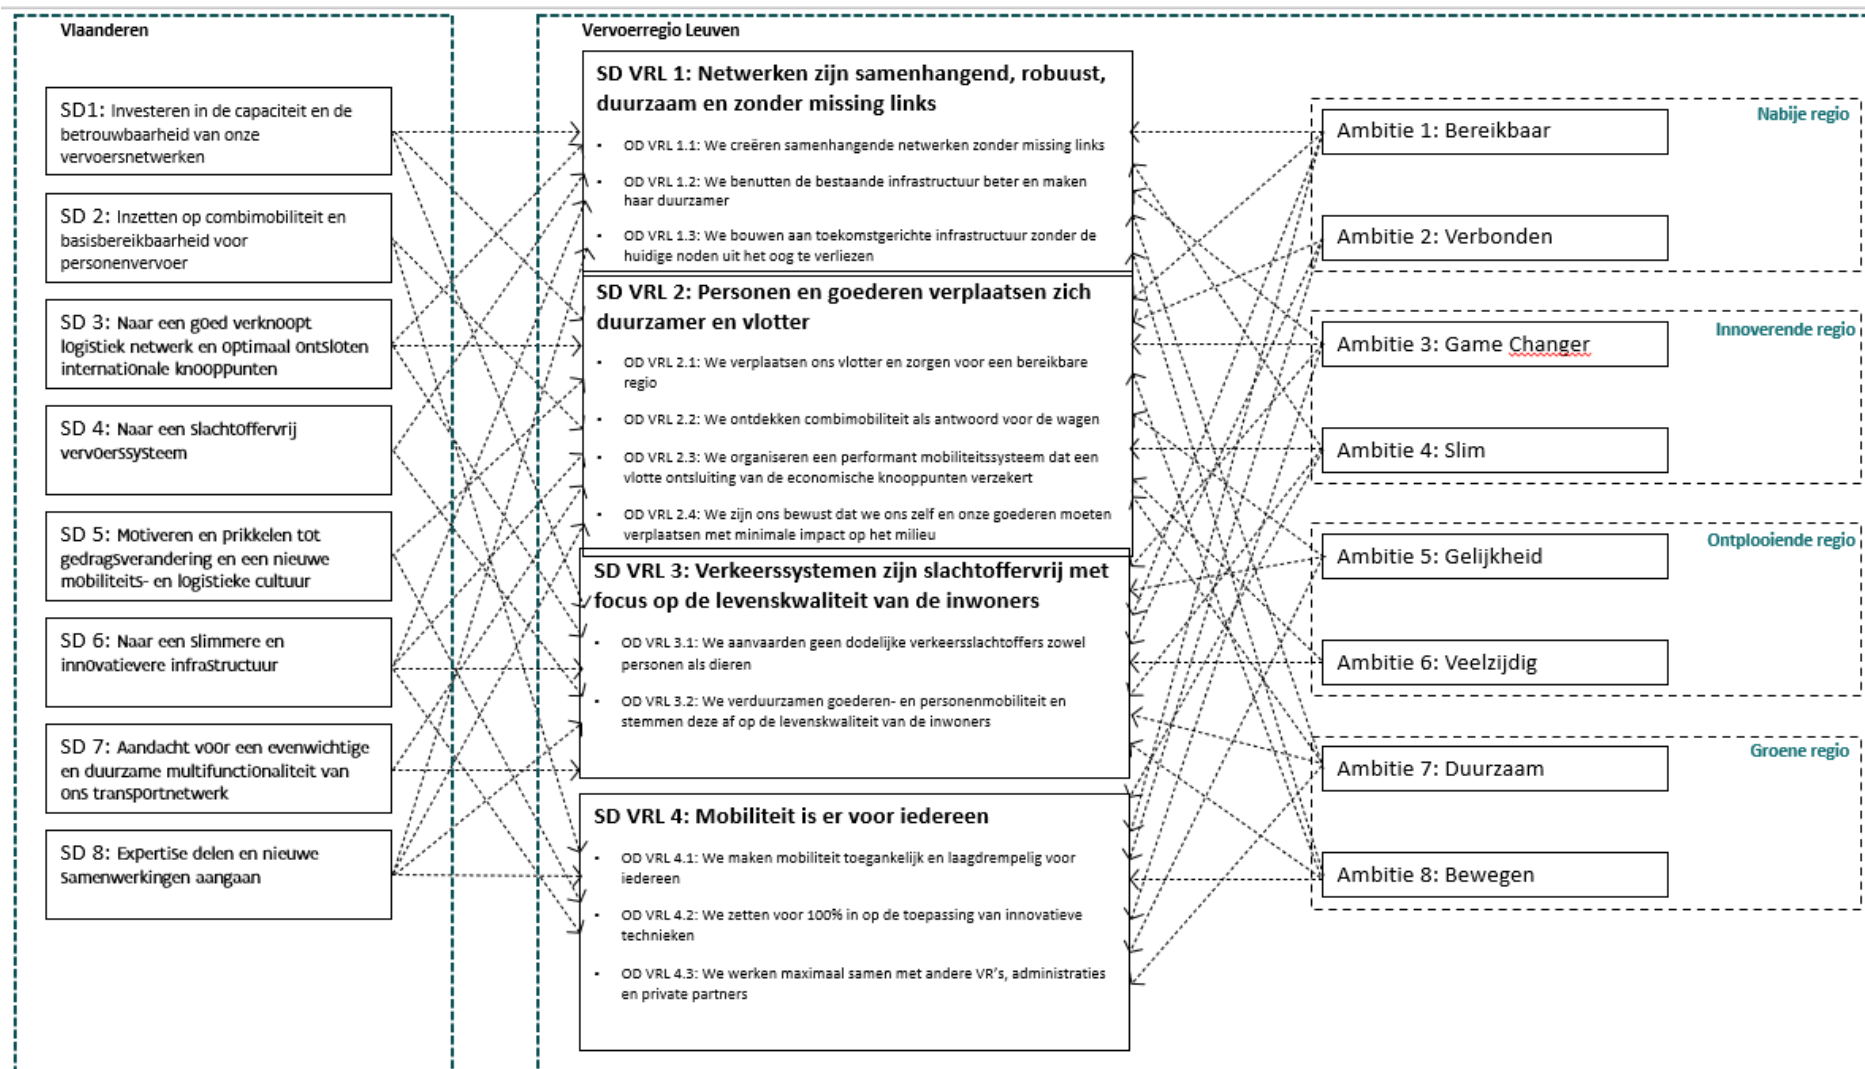 Vlaanderen
SD1: Investeren in de capaciteit en de
betrouwbaarheid van onze
vervoersnetwerken
SD 2: Inzetten op combimobiliteit en
basisbereikbaarheid voor
personenvervoer
SD 3: Naar een goed verknoopt
logistiek netwerk en optimaal ontsloten
internationale knooppunten
SD 4: Naar een slachtoffervrij
vervoerssysteem
SD 5: Motiveren en prikkelen tot
gedragsverandering en een nieuwe
mobiliteits- en logistieke cultuur
SD 6: Naar een slimmere en
innovatievere infrastructuur
SD 7: Aandacht voor een evenwichtige
en duurzame multifunctionaliteit van
ons transportnetwerk
SD 8: Expertise delen en nieuwe
samenwerkingen aangaan
Vervoerregio Leuven
SD VRL 1: Netwerken zijn samenhangend, robuust,
duurzaam en zonder missing links
• OD VRL 1.1: We creëren samenhangende netwerken zonder missing links
• OD VRL 1.2: We benutten de bestaande infrastructuur beter en maken
haar duurzamer
• OD VRL 1.3: We bouwen aan toekomstgerichte infrastructuur zonder de
huidige noden uit het oog te verliezen
SD VRL 2: Personen en goederen verplaatsen zich
duurzamer en vlotter
• OD VRL 2.1: We verplaatsen ons vlotter en zorgen voor een bereikbare
regio
• OD VRL 2.2: We ontdekken combimobiliteit als antwoord voor de wagen
• OD VRL 2.3: We organiseren een performant mobiliteitssysteem dat een
vlotte ontsluiting van de economische knooppunten verzekert
• OD VRL 2.4: We zijn ons bewust dat we ons zelf en onze goederen moeten
verplaatsen met minimale impact op het milieu
SD VRL 3: Verkeerssystemen zijn slachtoffervrij met
focus op de levenskwaliteit van de inwoners
• OD VRL 3.1: We aanvaarden geen dodelijke verkeersslachtoffers zowel
personen als dieren
• OD VRL 3.2: We verduurzamen goederen- en personenmobiliteit en
stemmen deze af op de levenskwaliteit van de inwoners
SD VRL 4: Mobiliteit is er voor iedereen
• OD VRL 4.1: We maken mobiliteit toegankelijk en laagdrempelig voor
iedereen
• OD VRL 4.2: We zetten voor 100% in op de toepassing van innovatieve
technieken
• OD VRL 4.3: We werken maximaal samen met andere VR's, administraties
en private partners
Nabije regio
Ambitie 1: Bereikbaar
Ambitie 2: Verbonden
Innoverende regio
Ambitie 3: Game Changer
Ambitie 4: Slim
Ontplooiende regio
Ambitie 5: Gelijkheid
Ambitie 6: Veelzijdig
Groene regio
Ambitie 7: Duurzaam
Ambitie 8: Bewegen